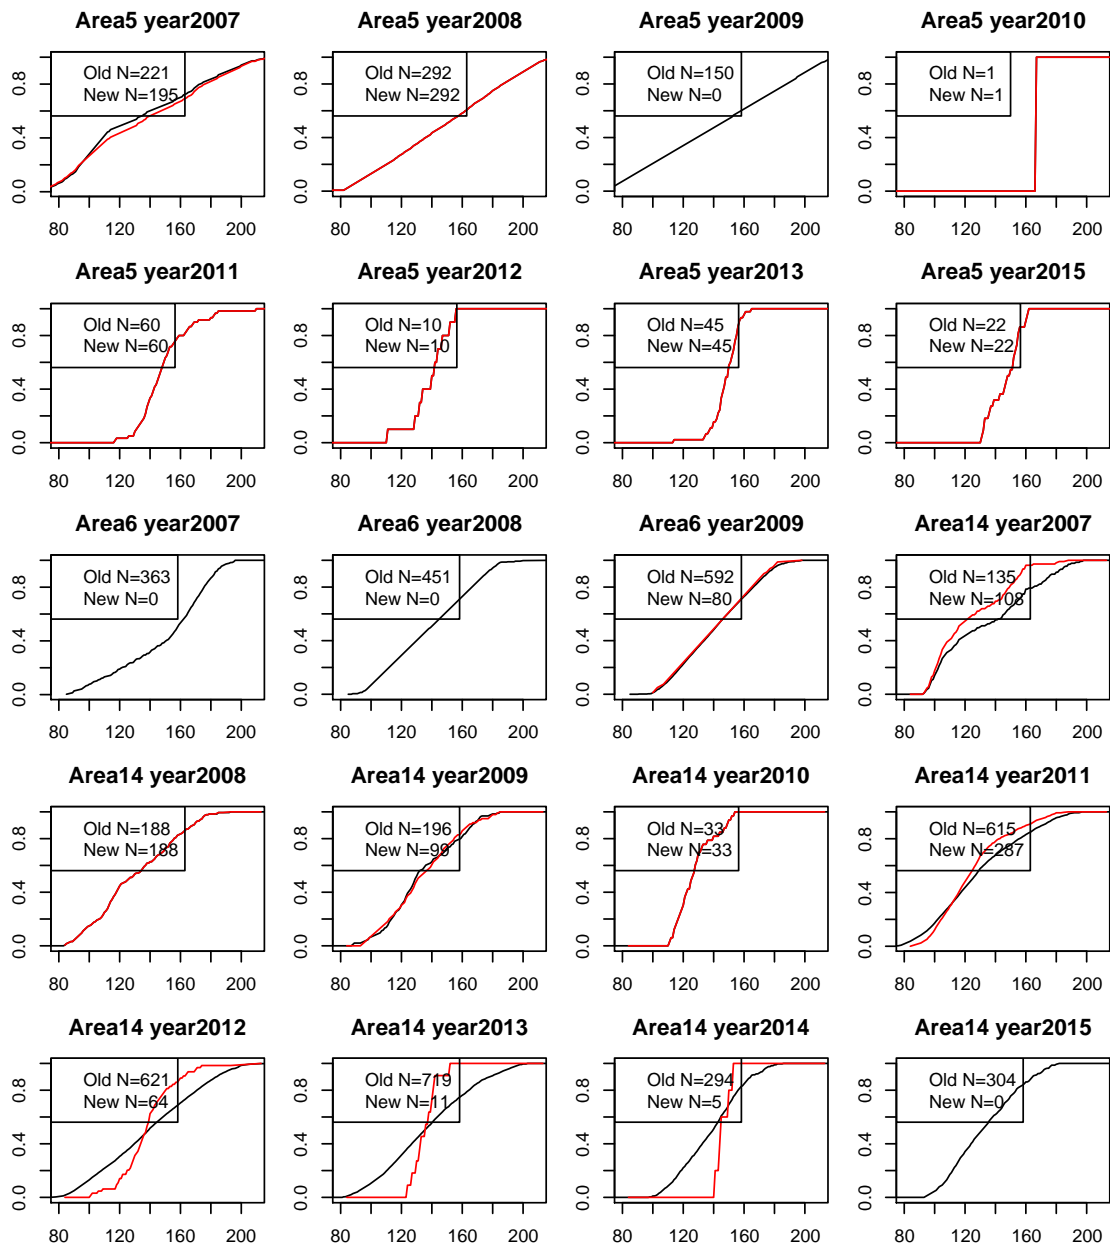 Area5 year2007
Old N=221
New N=195
0.0 0.4 0.8
80 120 160 200
Area5 year2008
Old N=292
New N=292
0.0 0.4 0.8
80 120 160 200
Area5 year2009
Old N=150
New N=0
0.0 0.4 0.8
80 120 160 200
Area5 year2010
Old N=1
New N=1
0.0 0.4 0.8
80 120 160 200
Area5 year2011
Old N=60
New N=60
0.0 0.4 0.8
80 120 160 200
Area5 year2012
Old N=10
New N=10
0.0 0.4 0.8
80 120 160 200
Area5 year2013
Old N=45
New N=45
0.0 0.4 0.8
80 120 160 200
Area5 year2015
Old N=22
New N=22
0.0 0.4 0.8
80 120 160 200
Area6 year2007
Old N=363
New N=0
0.0 0.4 0.8
80 120 160 200
Area6 year2008
Old N=451
New N=0
0.0 0.4 0.8
80 120 160 200
Area6 year2009
Old N=592
New N=80
0.0 0.4 0.8
80 120 160 200
Area14 year2007
Old N=135
New N=108
0.0 0.4 0.8
80 120 160 200
Area14 year2008
Old N=188
New N=188
0.0 0.4 0.8
80 120 160 200
Area14 year2009
Old N=196
New N=99
0.0 0.4 0.8
80 120 160 200
Area14 year2010
Old N=33
New N=33
0.0 0.4 0.8
80 120 160 200
Area14 year2011
Old N=615
New N=287
0.0 0.4 0.8
80 120 160 200
Area14 year2012
Old N=621
New N=64
0.0 0.4 0.8
80 120 160 200
Area14 year2013
Old N=719
New N=11
0.0 0.4 0.8
80 120 160 200
Area14 year2014
Old N=294
New N=5
0.0 0.4 0.8
80 120 160 200
Area14 year2015
Old N=304
New N=0
0.0 0.4 0.8
80 120 160 200